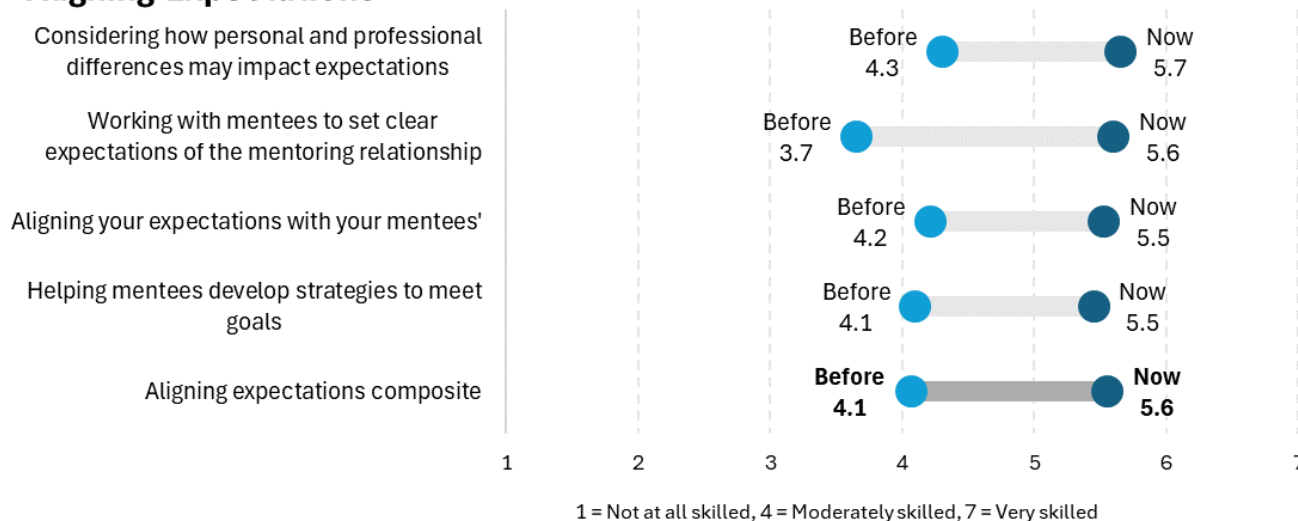 Considering how personal and professional
differences may impact expectations
Before
4.3
Now
5.7
Working with mentees to set clear
expectations of the mentoring relationship
Before
3.7
Now
5.6
Aligning your expectations with your mentees'
Before
4.2
Now
5.5
Helping mentees develop strategies to meet
goals
Before
4.1
Now
5.5
Aligning expectations composite
Before
4.1
Now
5.6
1 2 3 4 5 6 7
1 = Not at all skilled, 4 = Moderately skilled, 7 = Very skilled